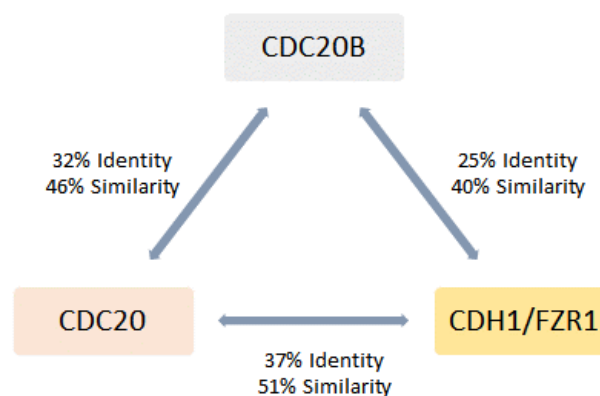 CDC20B
32% Identity
46% Similarity
25% Identity
40% Similarity
CDC20
CDH1/FZR1
37% Identity
51% Similarity